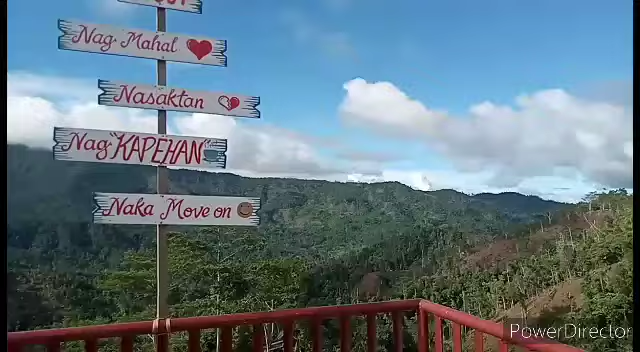 Nag Mahal
Nasaktan
Nag KAPEHAN
Naka Move on
PowerDirector